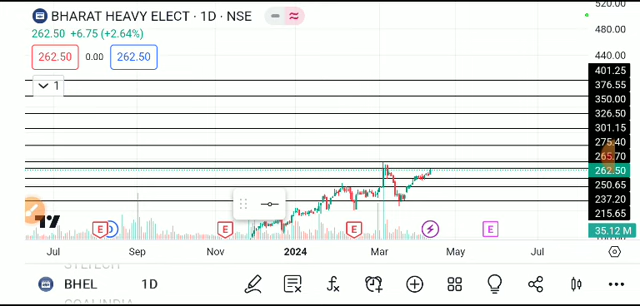 BHARAT HEAVY ELECT · 1D · NSE
262.50 +6.75 (+2.64%)
262.50 0.00 262.50
1
520.00
480.00
440.00
401.25
376.55
350.00
326.50
301.15
275.40
265.70
262.50
250.65
237.20
215.65
35.12 M
E D E E E
Jul Sep Nov 2024 Mar May Jul
BHEL 1D